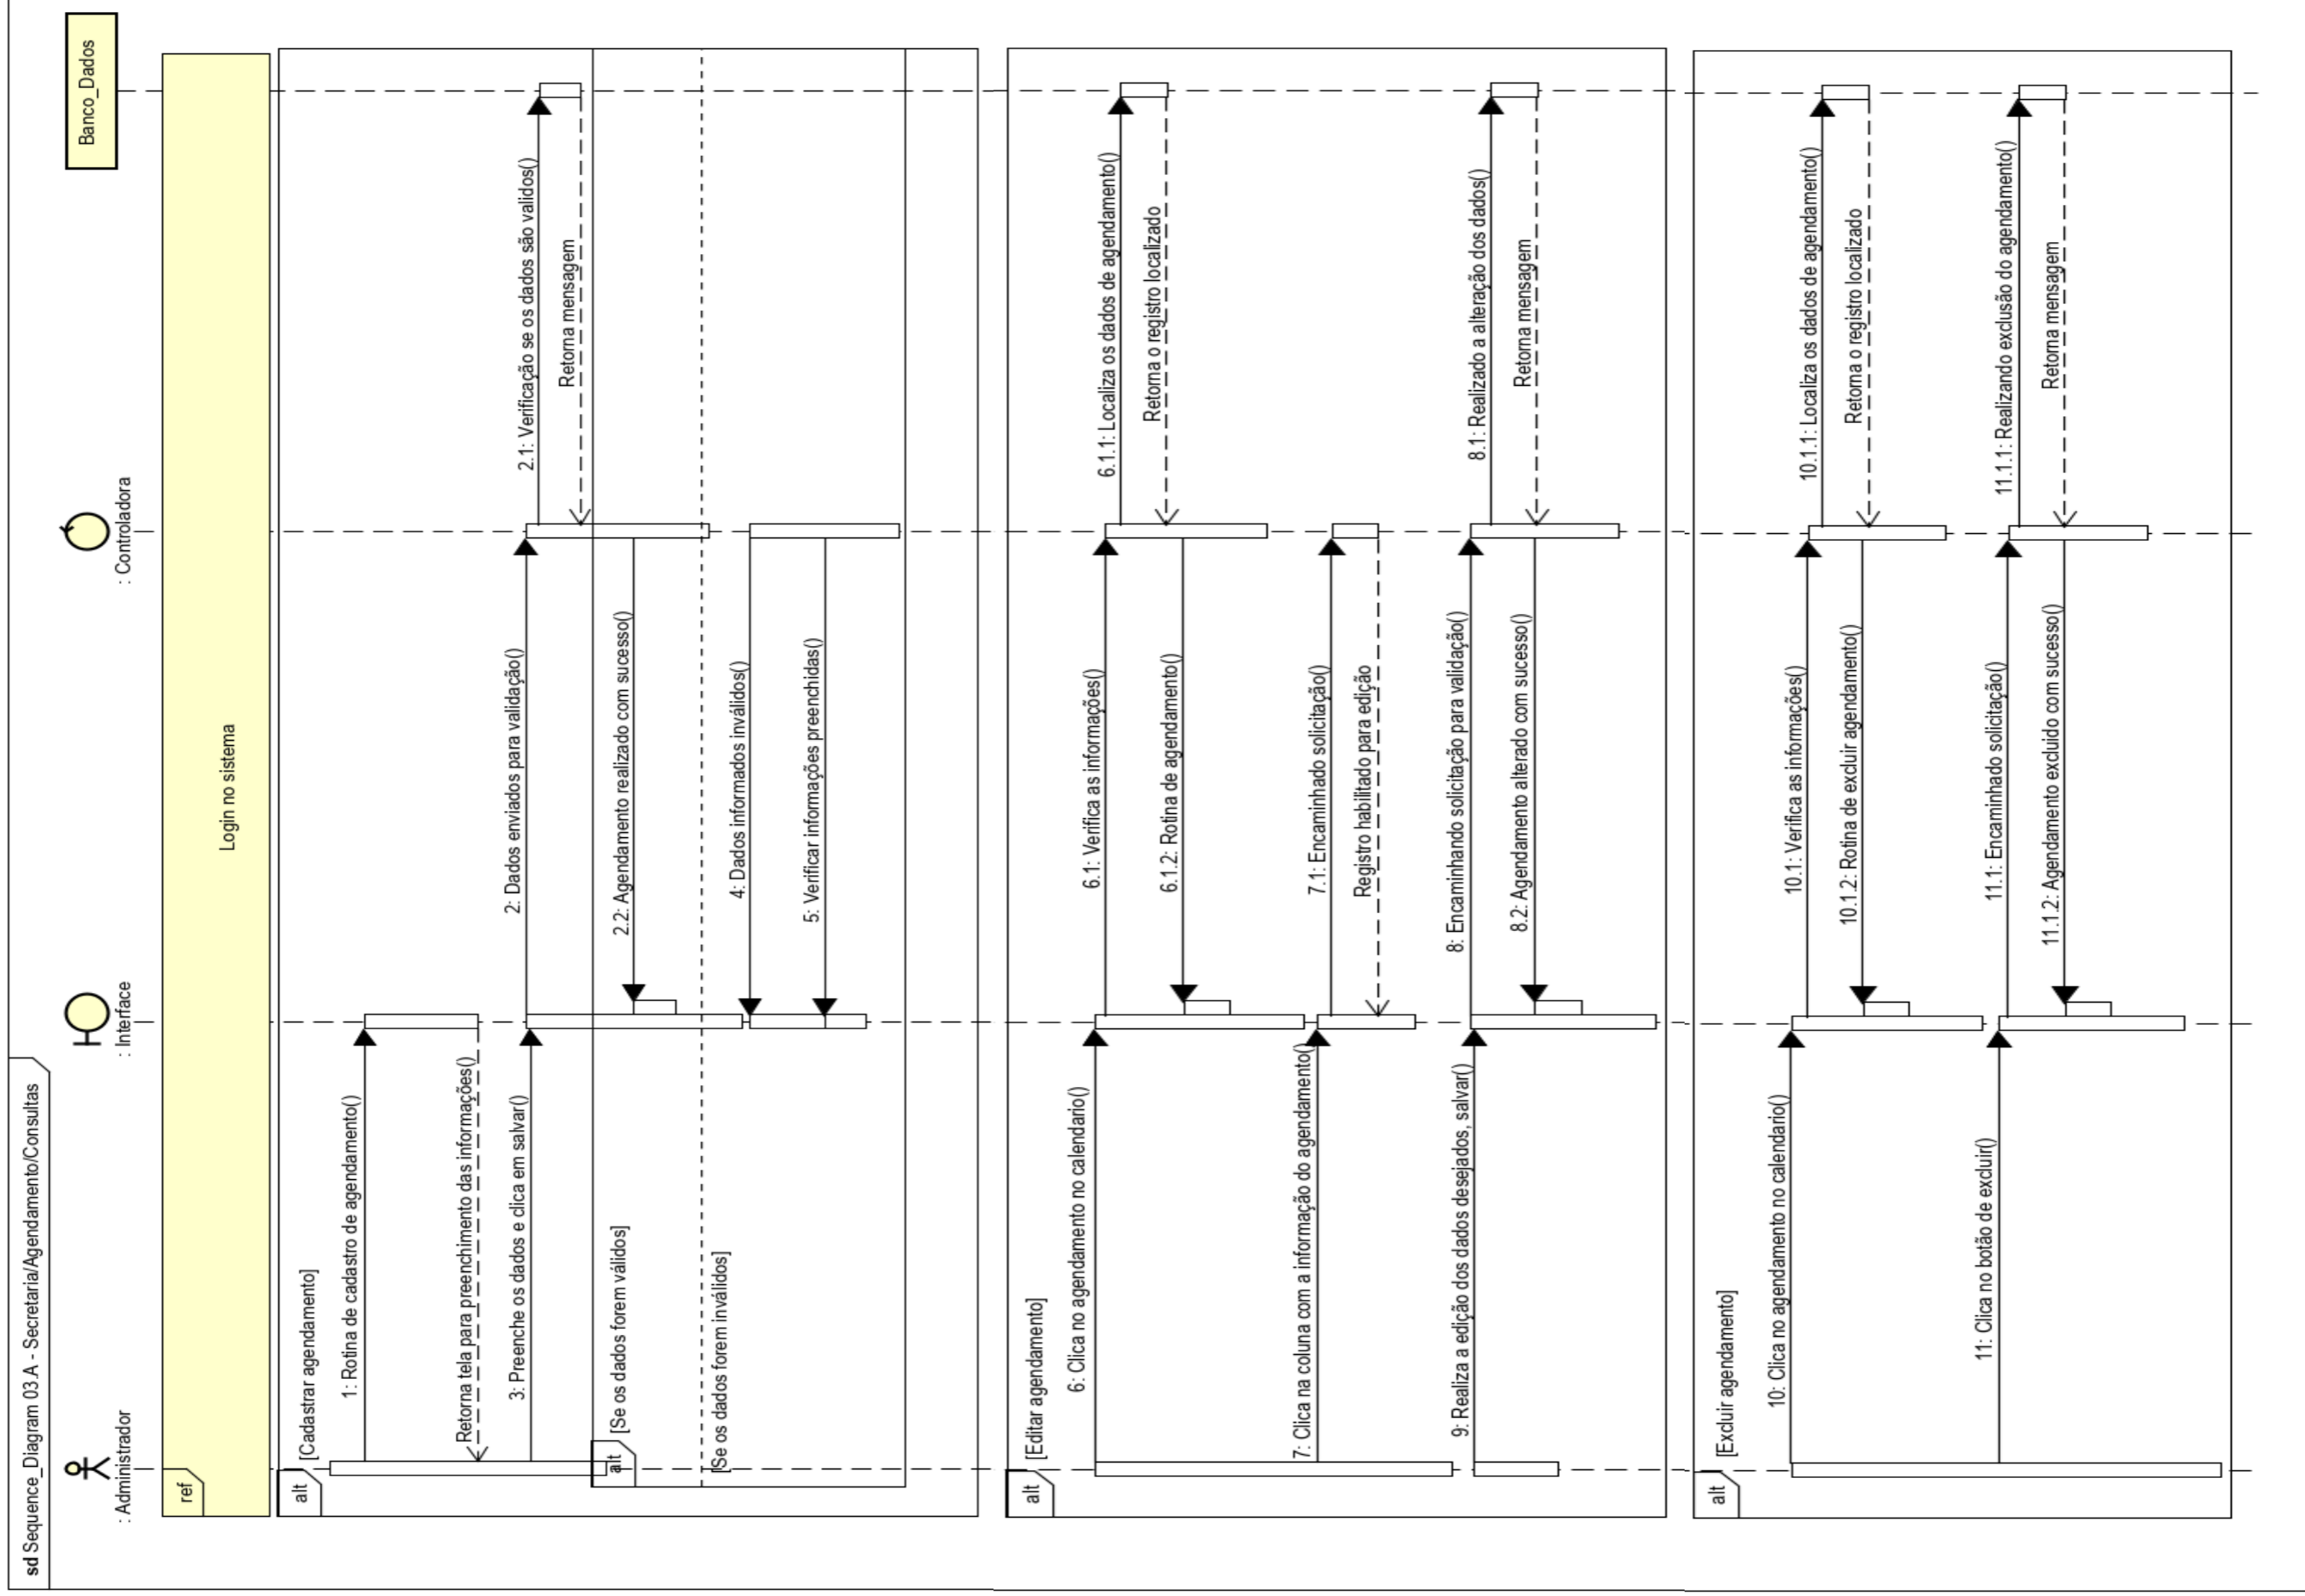 sd Sequence_Diagram 03.A - Secretaria/Agendamento/Consultas
: Administrador
: Interface
: Controladora
Banco_Dados
ref
Login no sistema
alt
[Cadastrar agendamento]
1: Rotina de cadastro de agendamento()
Retorna tela para preenchimento das informações()
2: Dados enviados para validação()
3: Preenche os dados e clica em salvar()
2.1: Verificação se os dados são validos()
Retorna mensagem
alt
[Se os dados forem válidos]
2.2: Agendamento realizado com sucesso()
[Se os dados forem inválidos]
4: Dados informados inválidos()
5: Verificar informações preenchidas()
alt
[Editar agendamento]
6: Clica no agendamento no calendario()
6.1: Verifica as informações()
6.1.1: Localiza os dados de agendamento()
Retorna o registro localizado
6.1.2: Rotina de agendamento()
7: Clica na coluna com a informação do agendamento()
7.1: Encaminhado solicitação()
Registro habilitado para edição
8: Encaminhando solicitação para validação()
9: Realiza a edição dos dados desejados, salvar()
8.1: Realizado a alteração dos dados()
Retorna mensagem
8.2: Agendamento alterado com sucesso()
alt
[Excluir agendamento]
10: Clica no agendamento no calendario()
10.1: Verifica as informações()
10.1.1: Localiza os dados de agendamento()
Retorna o registro localizado
10.1.2: Rotina de excluir agendamento()
11: Clica no botão de excluir()
11.1: Encaminhado solicitação()
11.1.1: Realizando exclusão do agendamento()
Retorna mensagem
11.1.2: Agendamento excluido com sucesso()